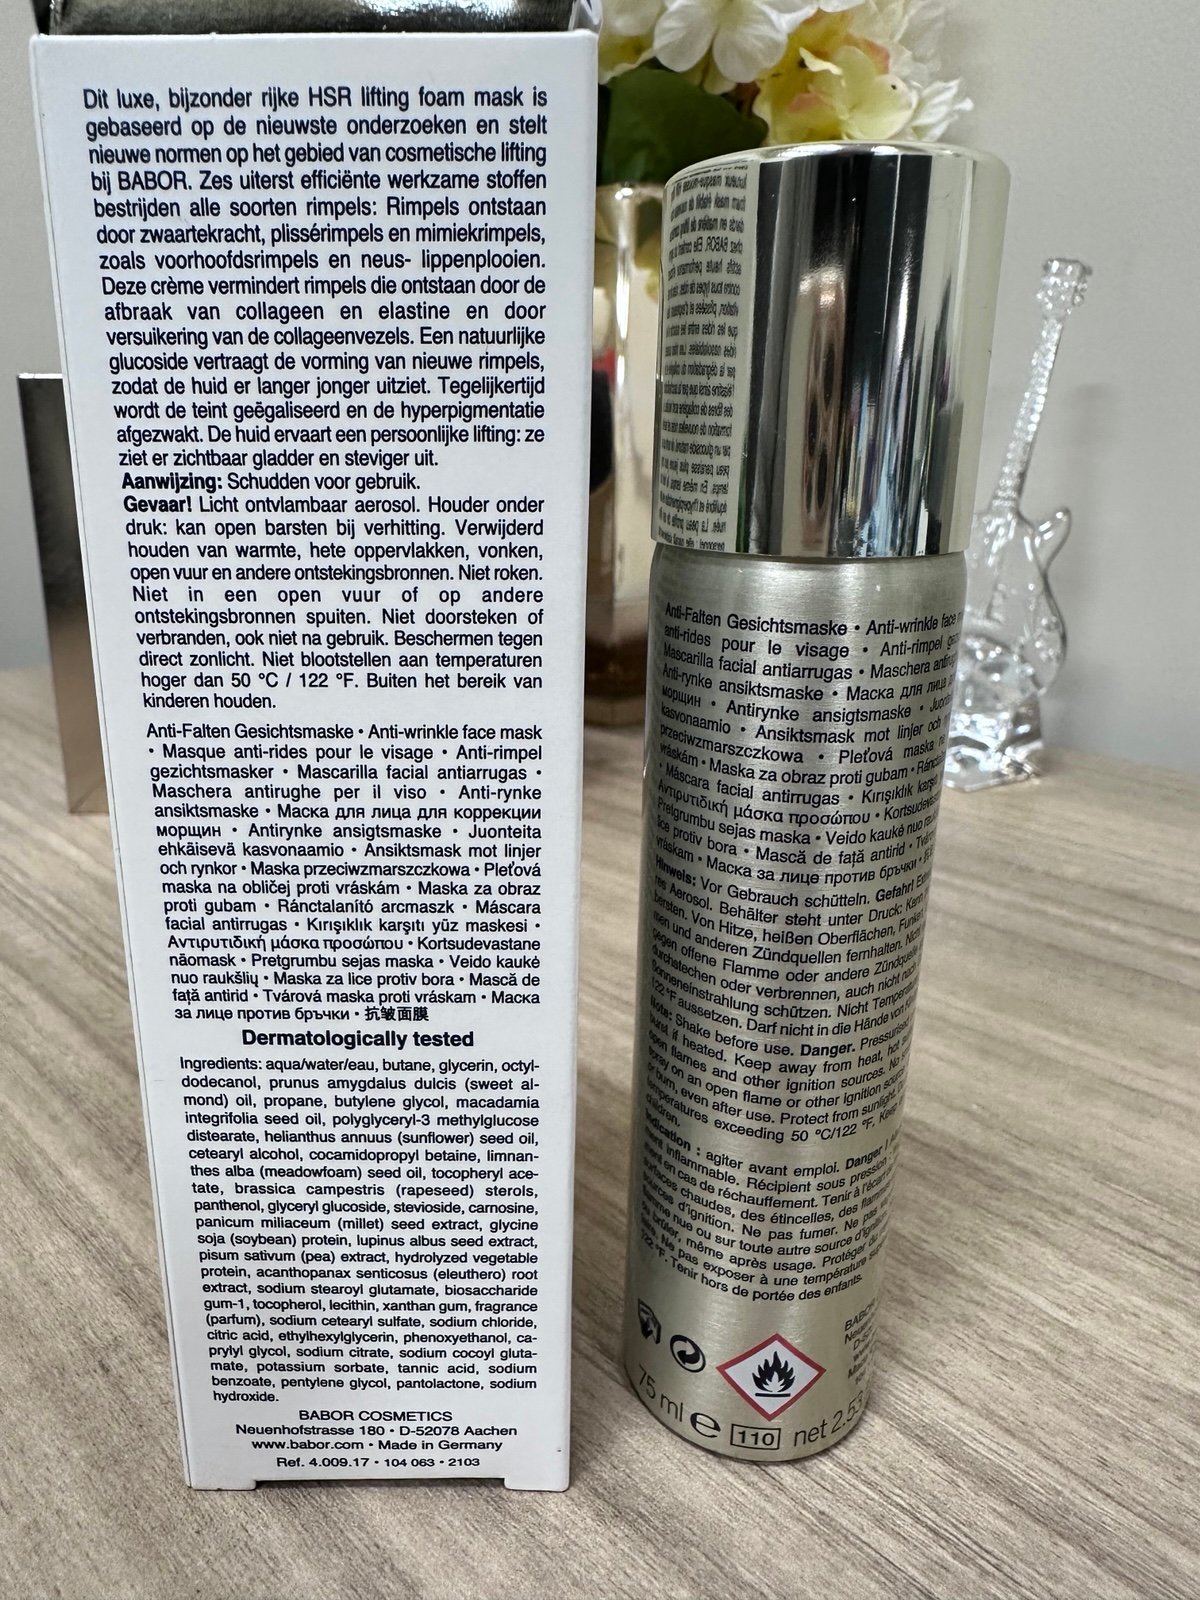 Dit luxe, bijzonder rijke HSR lifting foam mask is
gebaseerd op de nieuwste onderzoeken en stelt
nieuwe normen op het gebied van cosmetische lifting
bij BABOR. Zes uiterst efficiënte werkzame stoffen
bestrijden alle soorten rimpels: Rimpels ontstaan
door zwaartekracht, plissérimpels en mimiekrimpels,
zoals voorhoofdsrimpels en neus- lippenplooien.
Deze crème vermindert rimpels die ontstaan door de
afbraak van collageen en elastine en door
versuikering van de collageenvezels. Een natuurlijke
glucoside vertraagt de vorming van nieuwe rimpels,
zodat de huid er langer jonger uitziet. Tegelijkertijd
wordt de teint geëgaliseerd en de hyperpigmentatie
afgezwakt. De huid ervaart een persoonlijke lifting: ze
ziet er zichtbaar gladder en steviger uit.
Aanwijzing: Schudden voor gebruik.
Gevaar! Licht ontvlambaar aerosol. Houder onder
druk: kan open barsten bij verhitting. Verwijderd
houden van warmte, hete oppervlakken, vonken,
open vuur en andere ontstekingsbronnen. Niet roken.
Niet in een open vuur of op andere
ontstekingsbronnen spuiten. Niet doorsteken of
verbranden, ook niet na gebruik. Beschermen tegen
direct zonlicht. Niet blootstellen aan temperaturen
hoger dan 50 °C / 122 °F. Buiten het bereik van
kinderen houden.
Anti-Falten Gesichtsmaske • Anti-wrinkle face mask
• Masque anti-rides pour le visage • Anti-rimpel
gezichtsmasker • Mascarilla facial antiarrugas •
Maschera antirughe per il viso • Anti-rynke
ansiktsmaske • Маска для лица для коррекции
морщин • Antirynke ansigtsmaske • Juonteita
ehkäisevä kasvonaamio • Ansiktsmask mot linjer
och rynkor • Maska przeciwzmarszczkowa • Pleťová
maska na obličej proti vráskám • Maska za obraz
proti gubam • Ránctalanító arcmaszk • Máscara
facial antirrugas • Kırışıklık karşıtı yüz maskesi •
Αντιρυτιδική μάσκα προσώπου • Kortsudevastane
näomask • Pretgrumbu sejas maska • Veido kaukė
nuo raukšlių • Maska za lice protiv bora • Mască de
față antirid • Tvárová maska proti vráskam • Маска
за лице против бръчки • 抗皱面膜
Dermatologically tested
Ingredients: aqua/water/eau, butane, glycerin, octyl-
dodecanol, prunus amygdalus dulcis (sweet al-
mond) oil, propane, butylene glycol, macadamia
integrifolia seed oil, polyglyceryl-3 methylglucose
distearate, helianthus annuus (sunflower) seed oil,
cetearyl alcohol, cocamidopropyl betaine, limnan-
thes alba (meadowfoam) seed oil, tocopheryl ace-
tate, brassica campestris (rapeseed) sterols,
panthenol, glyceryl glucoside, stevioside, carnosine,
panicum miliaceum (millet) seed extract, glycine
soja (soybean) protein, lupinus albus seed extract,
pisum sativum (pea) extract, hydrolyzed vegetable
protein, acanthopanax senticosus (eleuthero) root
extract, sodium stearoyl glutamate, biosaccharide
gum-1, tocopherol, lecithin, xanthan gum, fragrance
(parfum), sodium cetearyl sulfate, sodium chloride,
citric acid, ethylhexylglycerin, phenoxyethanol, ca-
prylyl glycol, sodium citrate, sodium cocoyl gluta-
mate, potassium sorbate, tannic acid, sodium
benzoate, pentylene glycol, pantolactone, sodium
hydroxide.
BABOR COSMETICS
Neuenhofstrasse 180 • D-52078 Aachen
www.babor.com • Made in Germany
Ref. 4.009.17 • 104 063 • 2103
Anti-Falten Gesichtsmaske • Anti-wrinkle face
anti-rides pour le visage • Anti-rimpel
Mascarilla facial antiarrugas • Maschera
Anti-rynke ansiktsmaske • Маска для лица
морщин • Antirynke ansigtsmaske •
kasvonaamio • Ansiktsmask mot linjer och
przeciwzmarszczkowa • Pleťová maska
vráskám • Maska za obraz proti gubam •
• Máscara facial antirrugas • Kırışıklık
Αντιρυτιδική μάσκα προσώπου •
Pretgrumbu sejas maska • Veido kaukė nuo
lice protiv bora • Mască de față antirid •
vráskam • Маска за лице против бръчки •
Hinweis: Vor Gebrauch schütteln. Gefahr!
Aerosol. Behälter steht unter Druck: Kann
bersten. Von Hitze, heißen Oberflächen,
und anderen Zündquellen fernhalten.
gegen offene Flamme oder andere
durchstechen oder verbrennen, auch nicht nach
Sonneneinstrahlung schützen. Nicht
122 °F aussetzen. Darf nicht in die Hände von
Note: Shake before use. Danger.
burst if heated. Keep away from heat, hot
open flames and other ignition sources. No
spray on an open flame or other ignition
or burn, even after use. Protect from sunlight.
temperatures exceeding 50 °C/122 °F. Keep
children.
Indication : agiter avant emploi. Danger !
inflammable. Récipient sous pression
en cas de réchauffement. Tenir à
surfaces chaudes, des étincelles, des
sources d'ignition. Ne pas fumer. Ne pas
flamme nue ou sur toute autre source
ou brûler, même après usage. Protéger du
Ne pas exposer à une température
122 °F. Tenir hors de portée des enfants.
BABOR
75 ml e 110 net 2.53